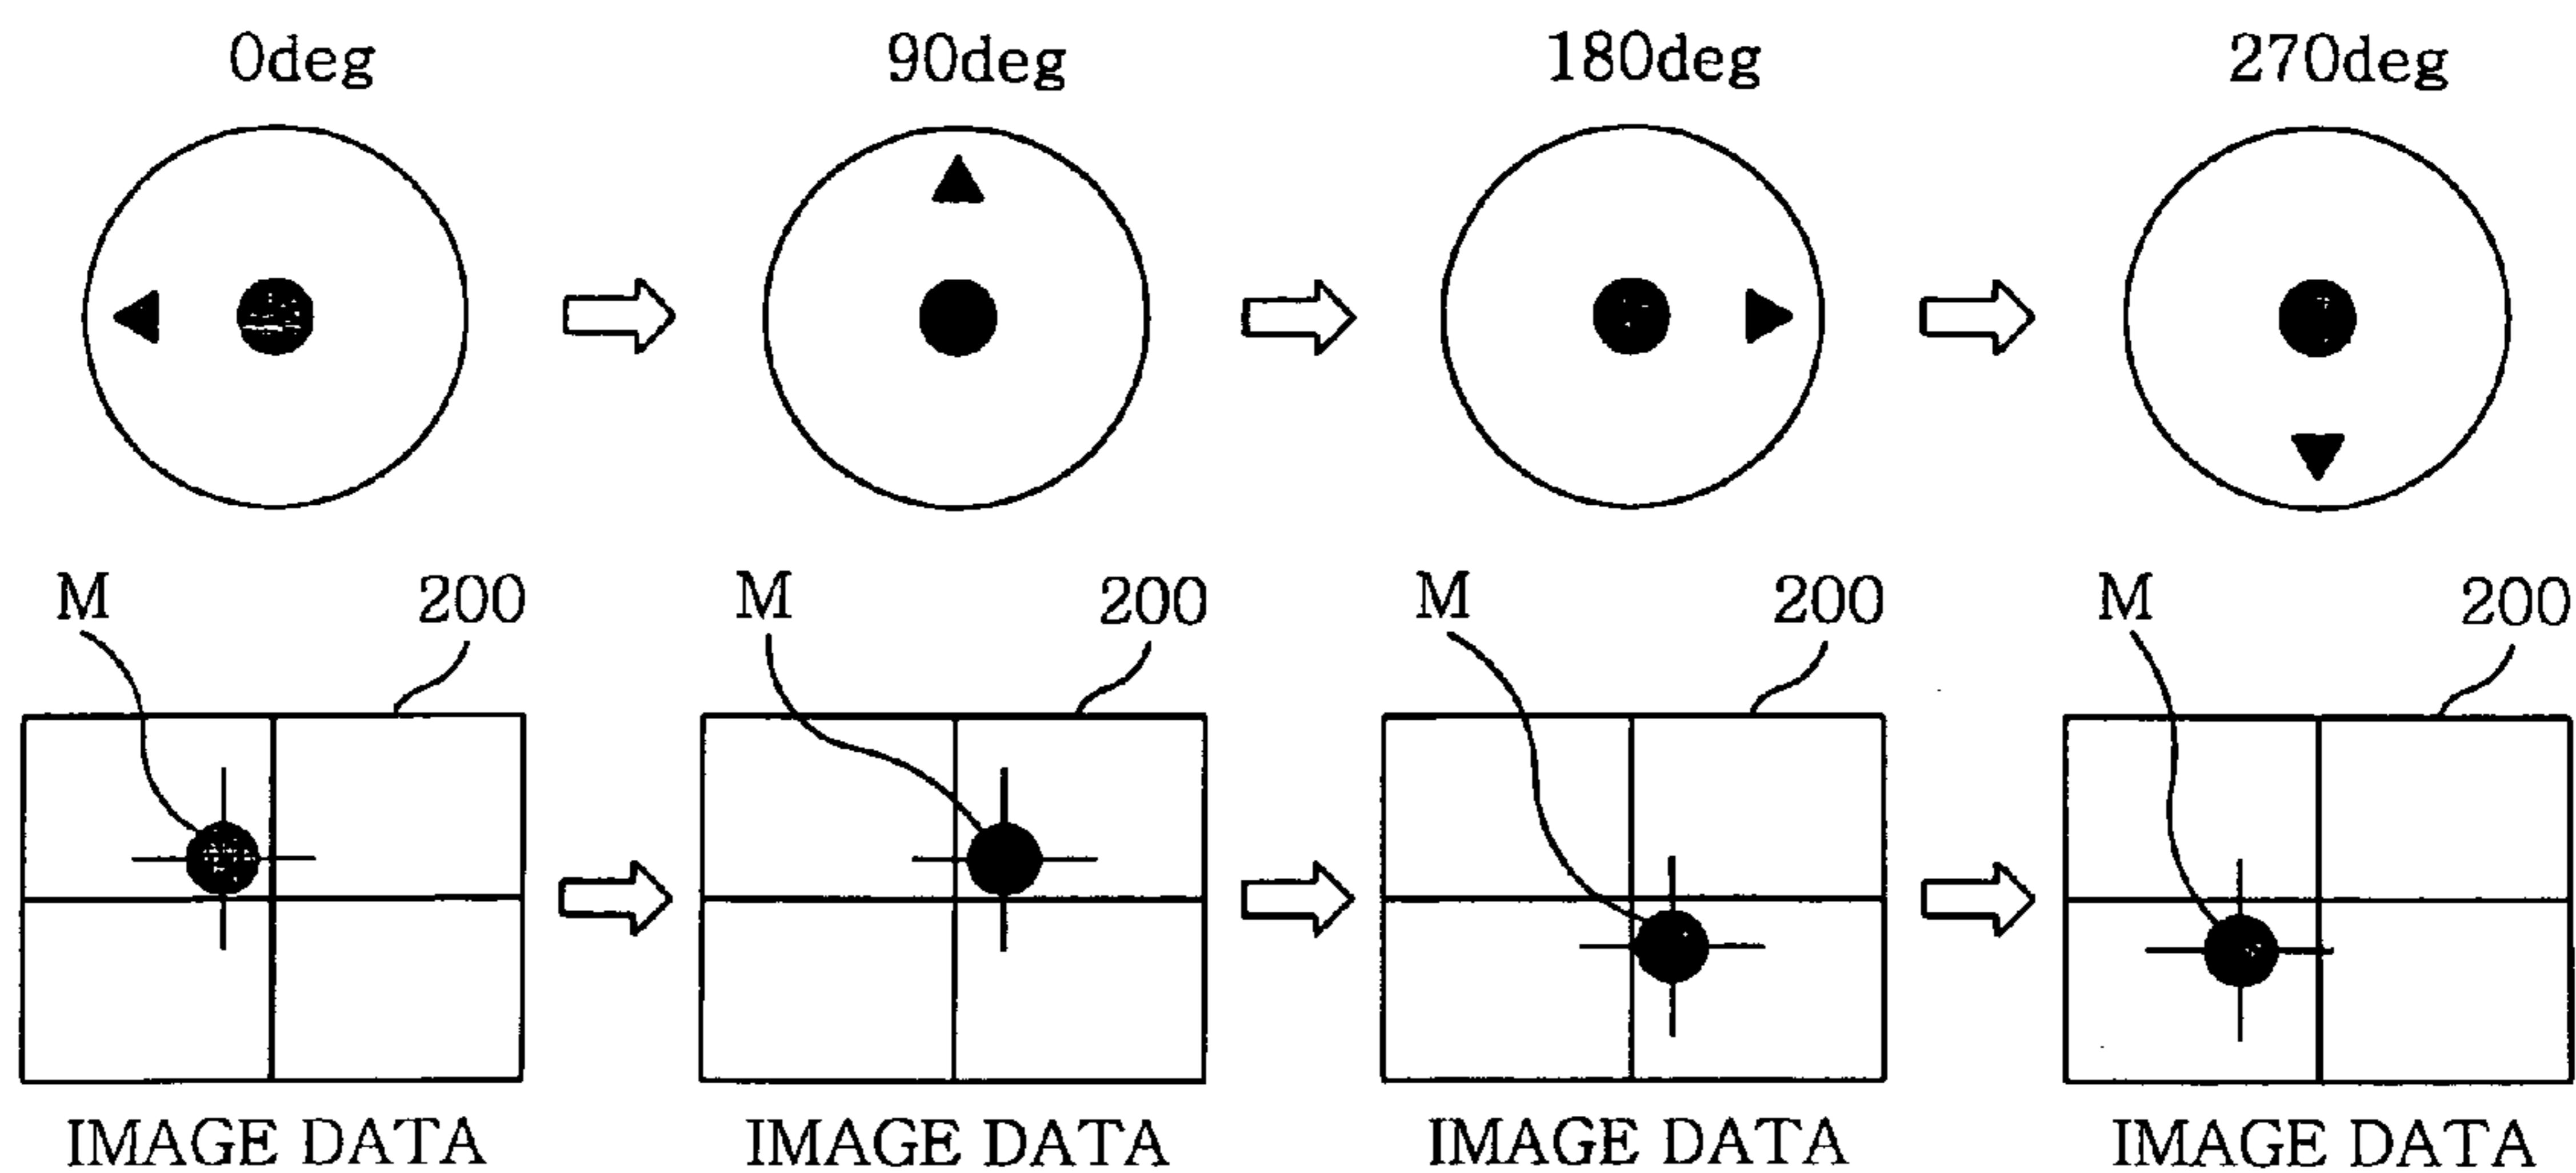 0deg 90deg 180deg 270deg
M 200 M 200 M 200 M 200
IMAGE DATA IMAGE DATA IMAGE DATA IMAGE DATA